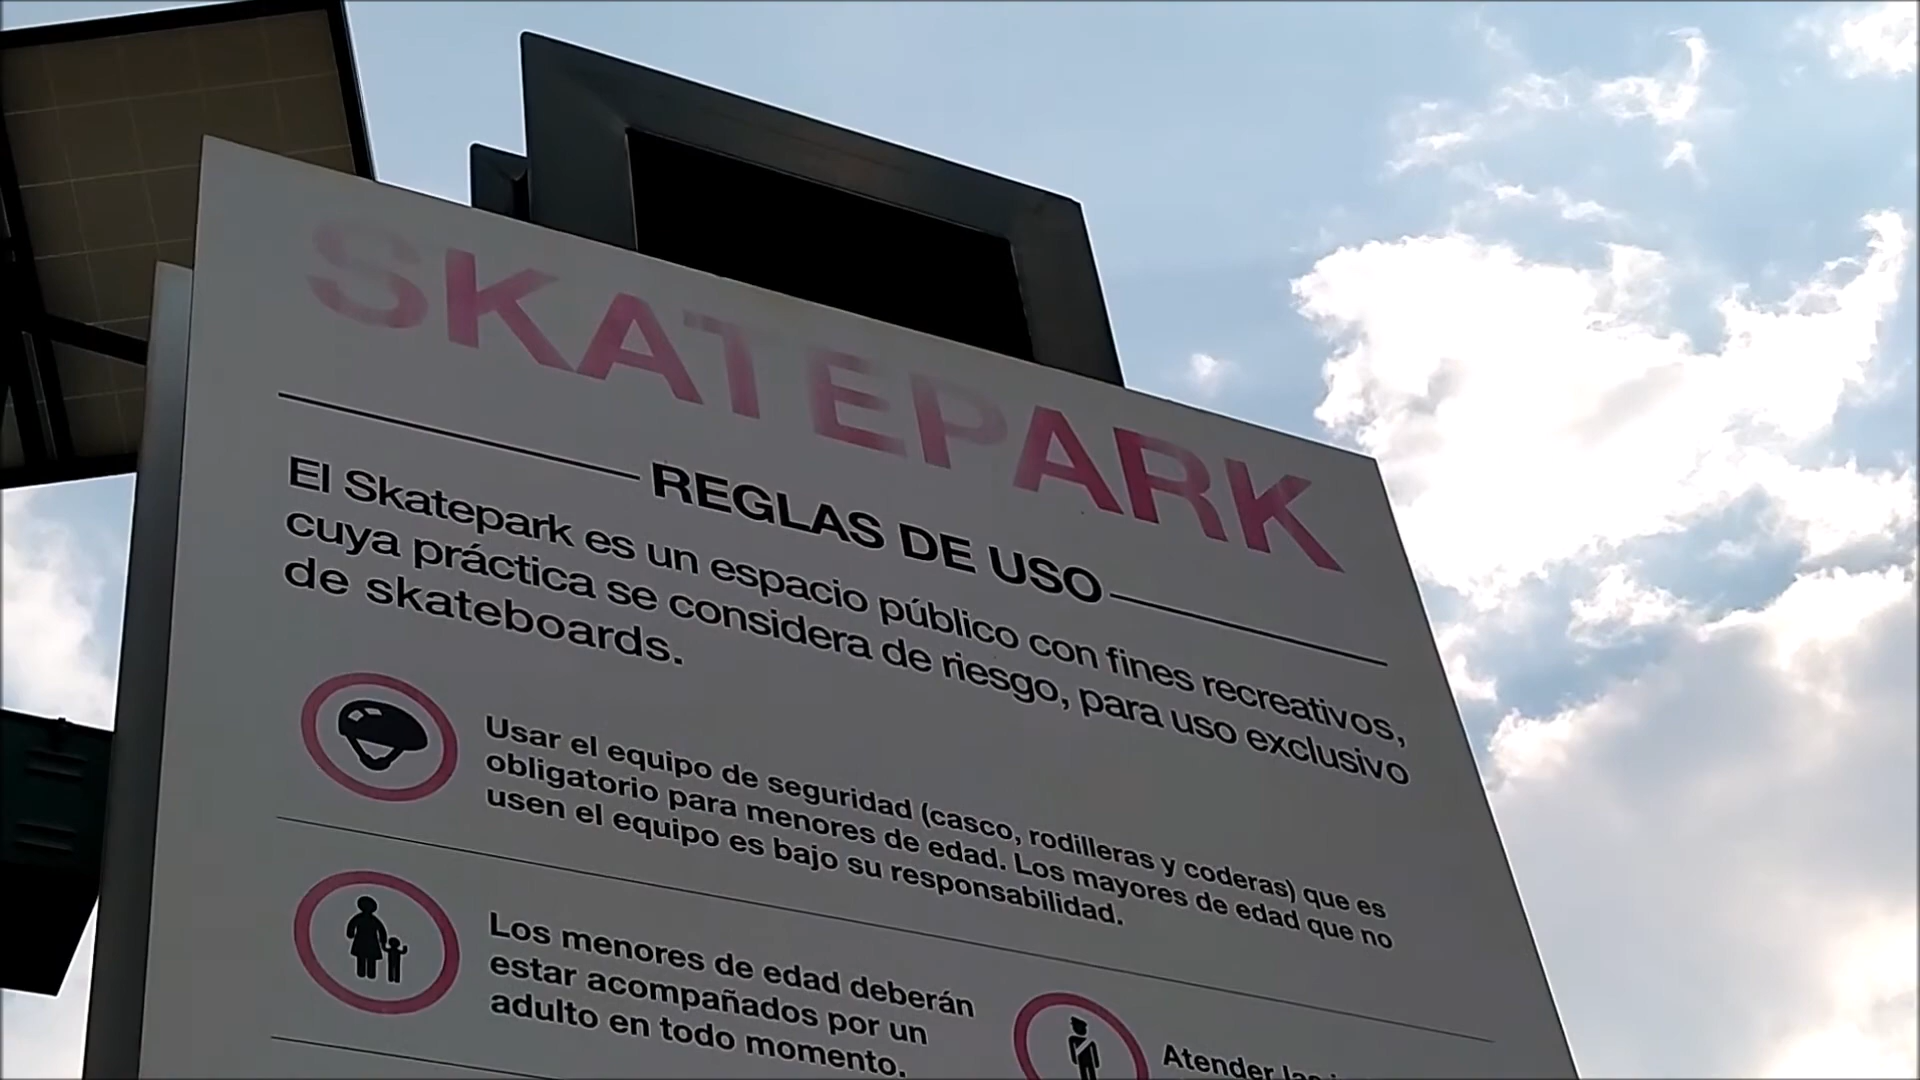 SKATEPARK
REGLAS DE USO
El Skatepark es un espacio público con fines recreativos,
cuya práctica se considera de riesgo, para uso exclusivo
de skateboards.
Usar el equipo de seguridad (casco, rodilleras y coderas) que es
obligatorio para menores de edad. Los mayores de edad que no
usen el equipo es bajo su responsabilidad.
Los menores de edad deberán
estar acompañados por un
adulto en todo momento.
Atender